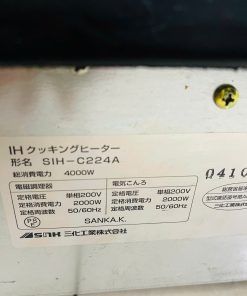 IHクッキングヒーター
形名 SIH-C224A
総消費電力 4000W
電磁調理器 電気こんろ
定格電圧 単相200V 定格電圧 単相200V
定格消費電力 2000W 定格消費電力 2000W
定格周波数 50/60Hz 定格周波数 50/60Hz
PS E
SANKA.K.
三化工業株式会社
0410